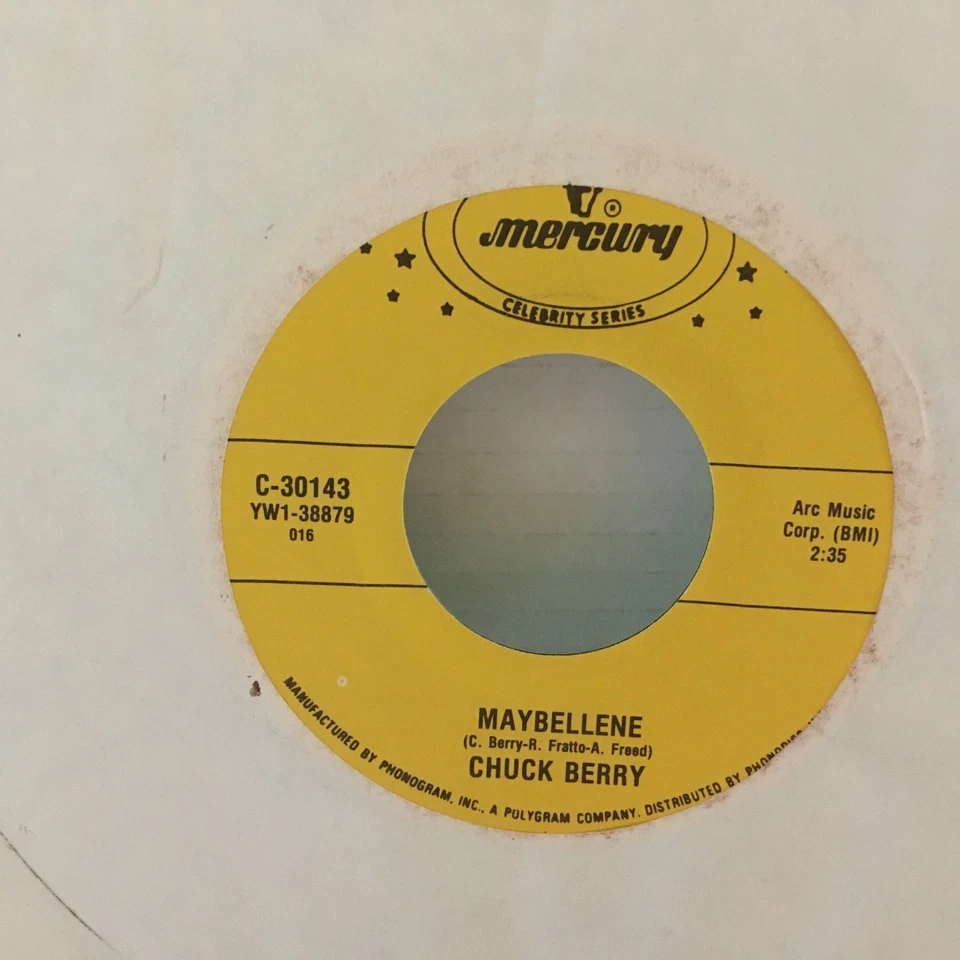 mercury
CELEBRITY SERIES
C-30143
YW1-38879
016
Arc Music
Corp. (BMI)
2:35
MAYBELLENE
(C. Berry-R. Fratto-A. Freed)
CHUCK BERRY
MANUFACTURED BY PHONOGRAM, INC., A POLYGRAM COMPANY. DISTRIBUTED BY